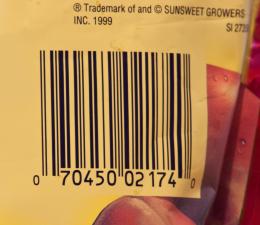 ® Trademark of and © SUNSWEET GROWERS
INC. 1999
0 70450 02174 0